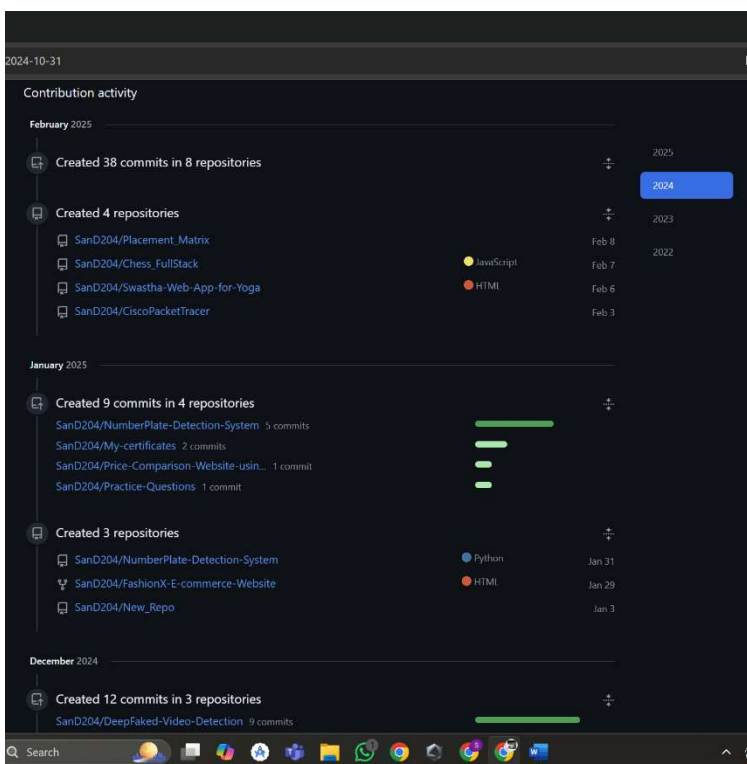 2024-10-31
Contribution activity
February 2025
Created 38 commits in 8 repositories
2025
2024
2023
2022
Created 4 repositories
SanD204/Placement_Matrix Feb 8
SanD204/Chess_FullStack JavaScript Feb 7
SanD204/Swastha-Web-App-for-Yoga HTML Feb 6
SanD204/CiscoPacketTracer Feb 3
January 2025
Created 9 commits in 4 repositories
SanD204/NumberPlate-Detection-System 5 commits
SanD204/My-certificates 2 commits
SanD204/Price-Comparison-Website-usin... 1 commit
SanD204/Practice-Questions 1 commit
Created 3 repositories
SanD204/NumberPlate-Detection-System Python Jan 31
SanD204/FashionX-E-commerce-Website HTML Jan 29
SanD204/New_Repo Jan 3
December 2024
Created 12 commits in 3 repositories
SanD204/DeepFaked-Video-Detection 9 commits
Search